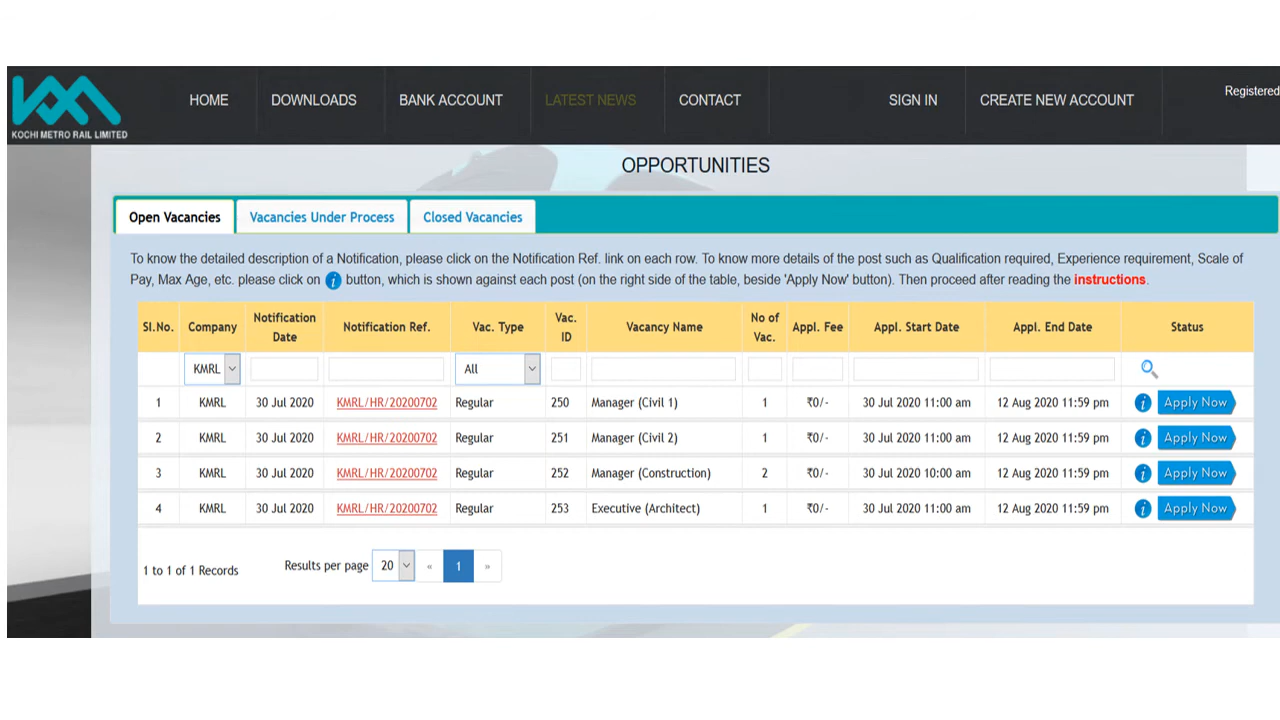 KOCHI METRO RAIL LIMITED
HOME DOWNLOADS BANK ACCOUNT LATEST NEWS CONTACT SIGN IN CREATE NEW ACCOUNT Registered
OPPORTUNITIES
Open Vacancies Vacancies Under Process Closed Vacancies
To know the detailed description of a Notification, please click on the Notification Ref. link on each row. To know more details of the post such as Qualification required, Experience requirement, Scale of
Pay, Max Age, etc. please click on i button, which is shown against each post (on the right side of the table, beside 'Apply Now' button). Then proceed after reading the instructions.
Sl.No. Company Notification Date Notification Ref. Vac. Type Vac. ID Vacancy Name No of Vac. Appl. Fee Appl. Start Date Appl. End Date Status
KMRL All
1 KMRL 30 Jul 2020 KMRL/HR/20200702 Regular 250 Manager (Civil 1) 1 ₹0/- 30 Jul 2020 11:00 am 12 Aug 2020 11:59 pm i Apply Now
2 KMRL 30 Jul 2020 KMRL/HR/20200702 Regular 251 Manager (Civil 2) 1 ₹0/- 30 Jul 2020 11:00 am 12 Aug 2020 11:59 pm i Apply Now
3 KMRL 30 Jul 2020 KMRL/HR/20200702 Regular 252 Manager (Construction) 2 ₹0/- 30 Jul 2020 10:00 am 12 Aug 2020 11:59 pm i Apply Now
4 KMRL 30 Jul 2020 KMRL/HR/20200702 Regular 253 Executive (Architect) 1 ₹0/- 30 Jul 2020 11:00 am 12 Aug 2020 11:59 pm i Apply Now
1 to 1 of 1 Records Results per page 20 « 1 »